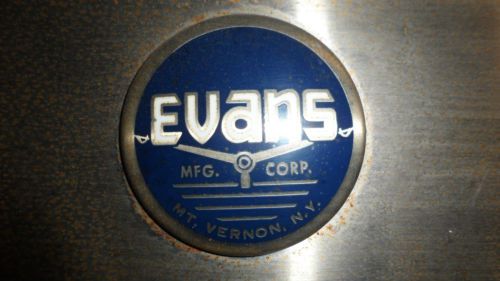 Evans
MFG. CORP.
MT. VERNON, N.Y.